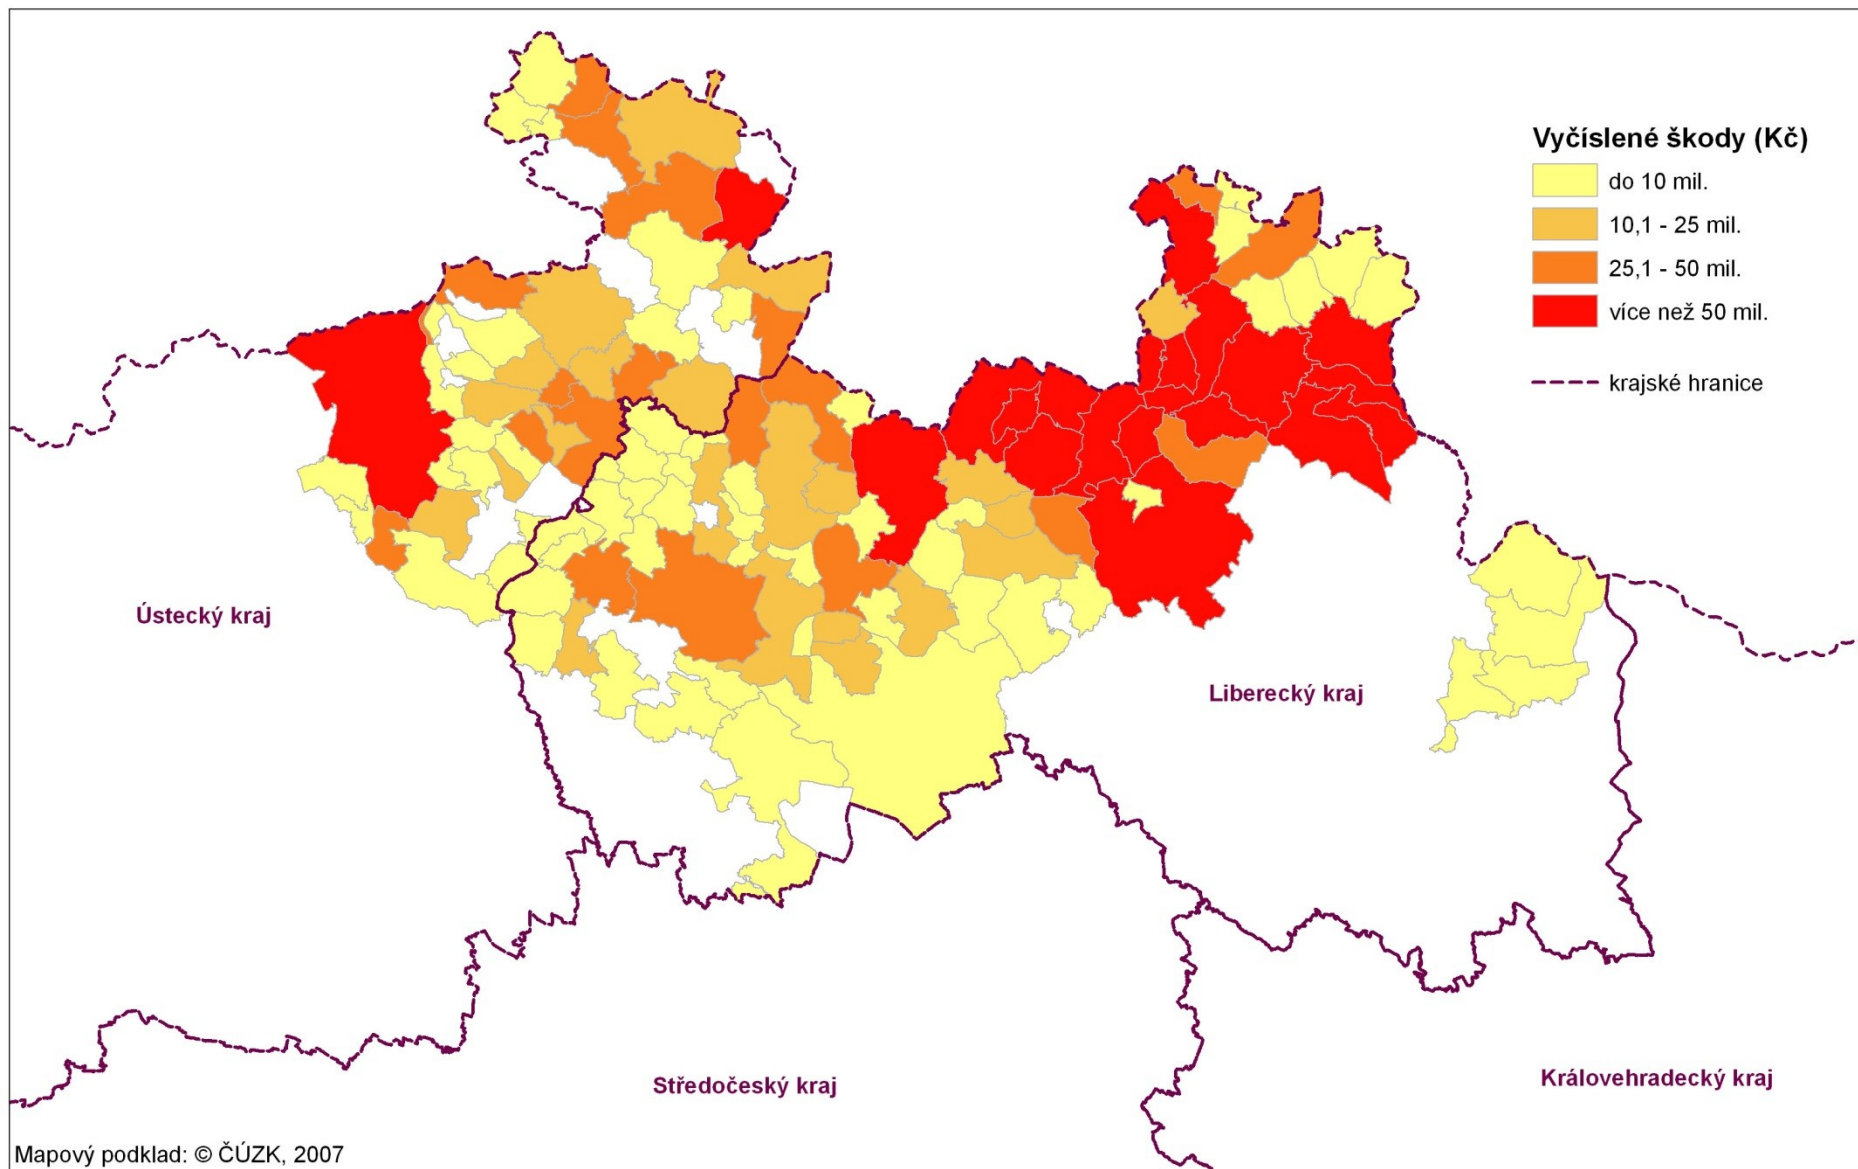 Vyčíslené škody (Kč)
do 10 mil.
10,1 - 25 mil.
25,1 - 50 mil.
více než 50 mil.
krajské hranice
Ústecký kraj
Liberecký kraj
Středočeský kraj
Královehradecký kraj
Mapový podklad: © ČÚZK, 2007